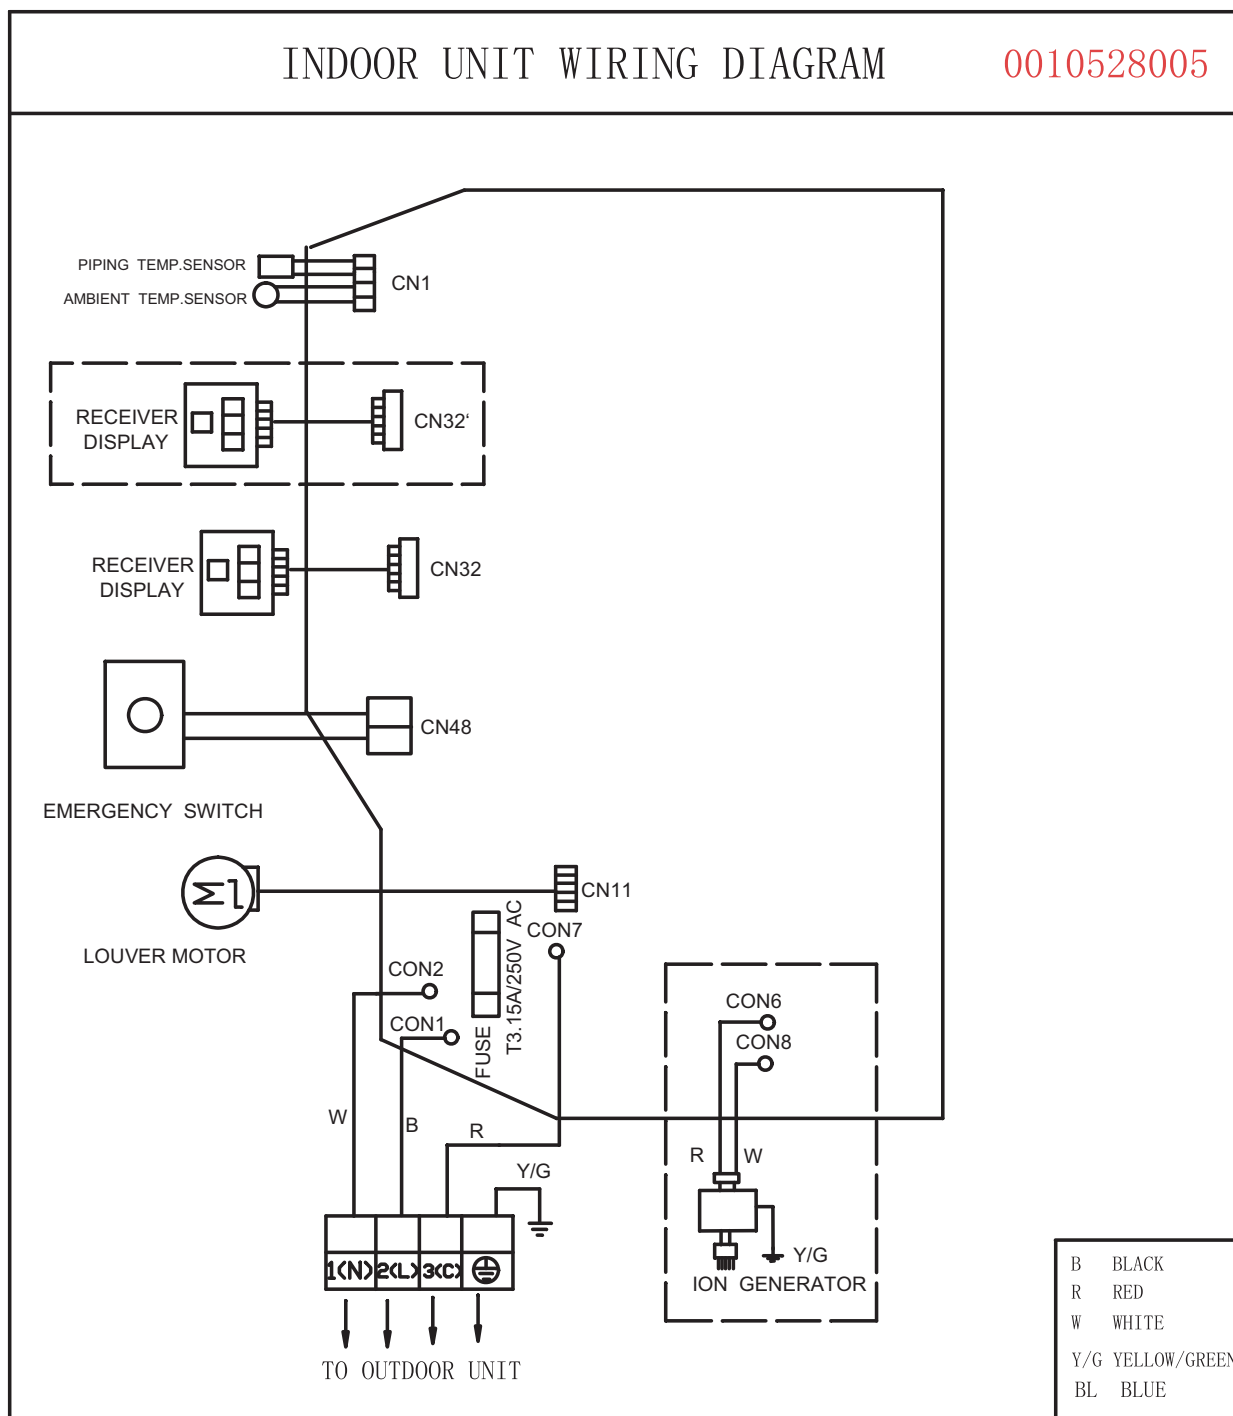 INDOOR UNIT WIRING DIAGRAM 0010528005
PIPING TEMP.SENSOR
CN1
AMBIENT TEMP.SENSOR
RECEIVER
DISPLAY
CN32‘
RECEIVER
DISPLAY
CN32
CN48
EMERGENCY SWITCH
CN11
LOUVER MOTOR
FUSE T3.15A/250V AC
CON7
CON2
CON1
CON6
CON8
W
B
R
Y/G
R
W
Y/G
ION GENERATOR
1(N) 2(L) 3(C)
TO OUTDOOR UNIT
B BLACK
R RED
W WHITE
Y/G YELLOW/GREEN
BL BLUE